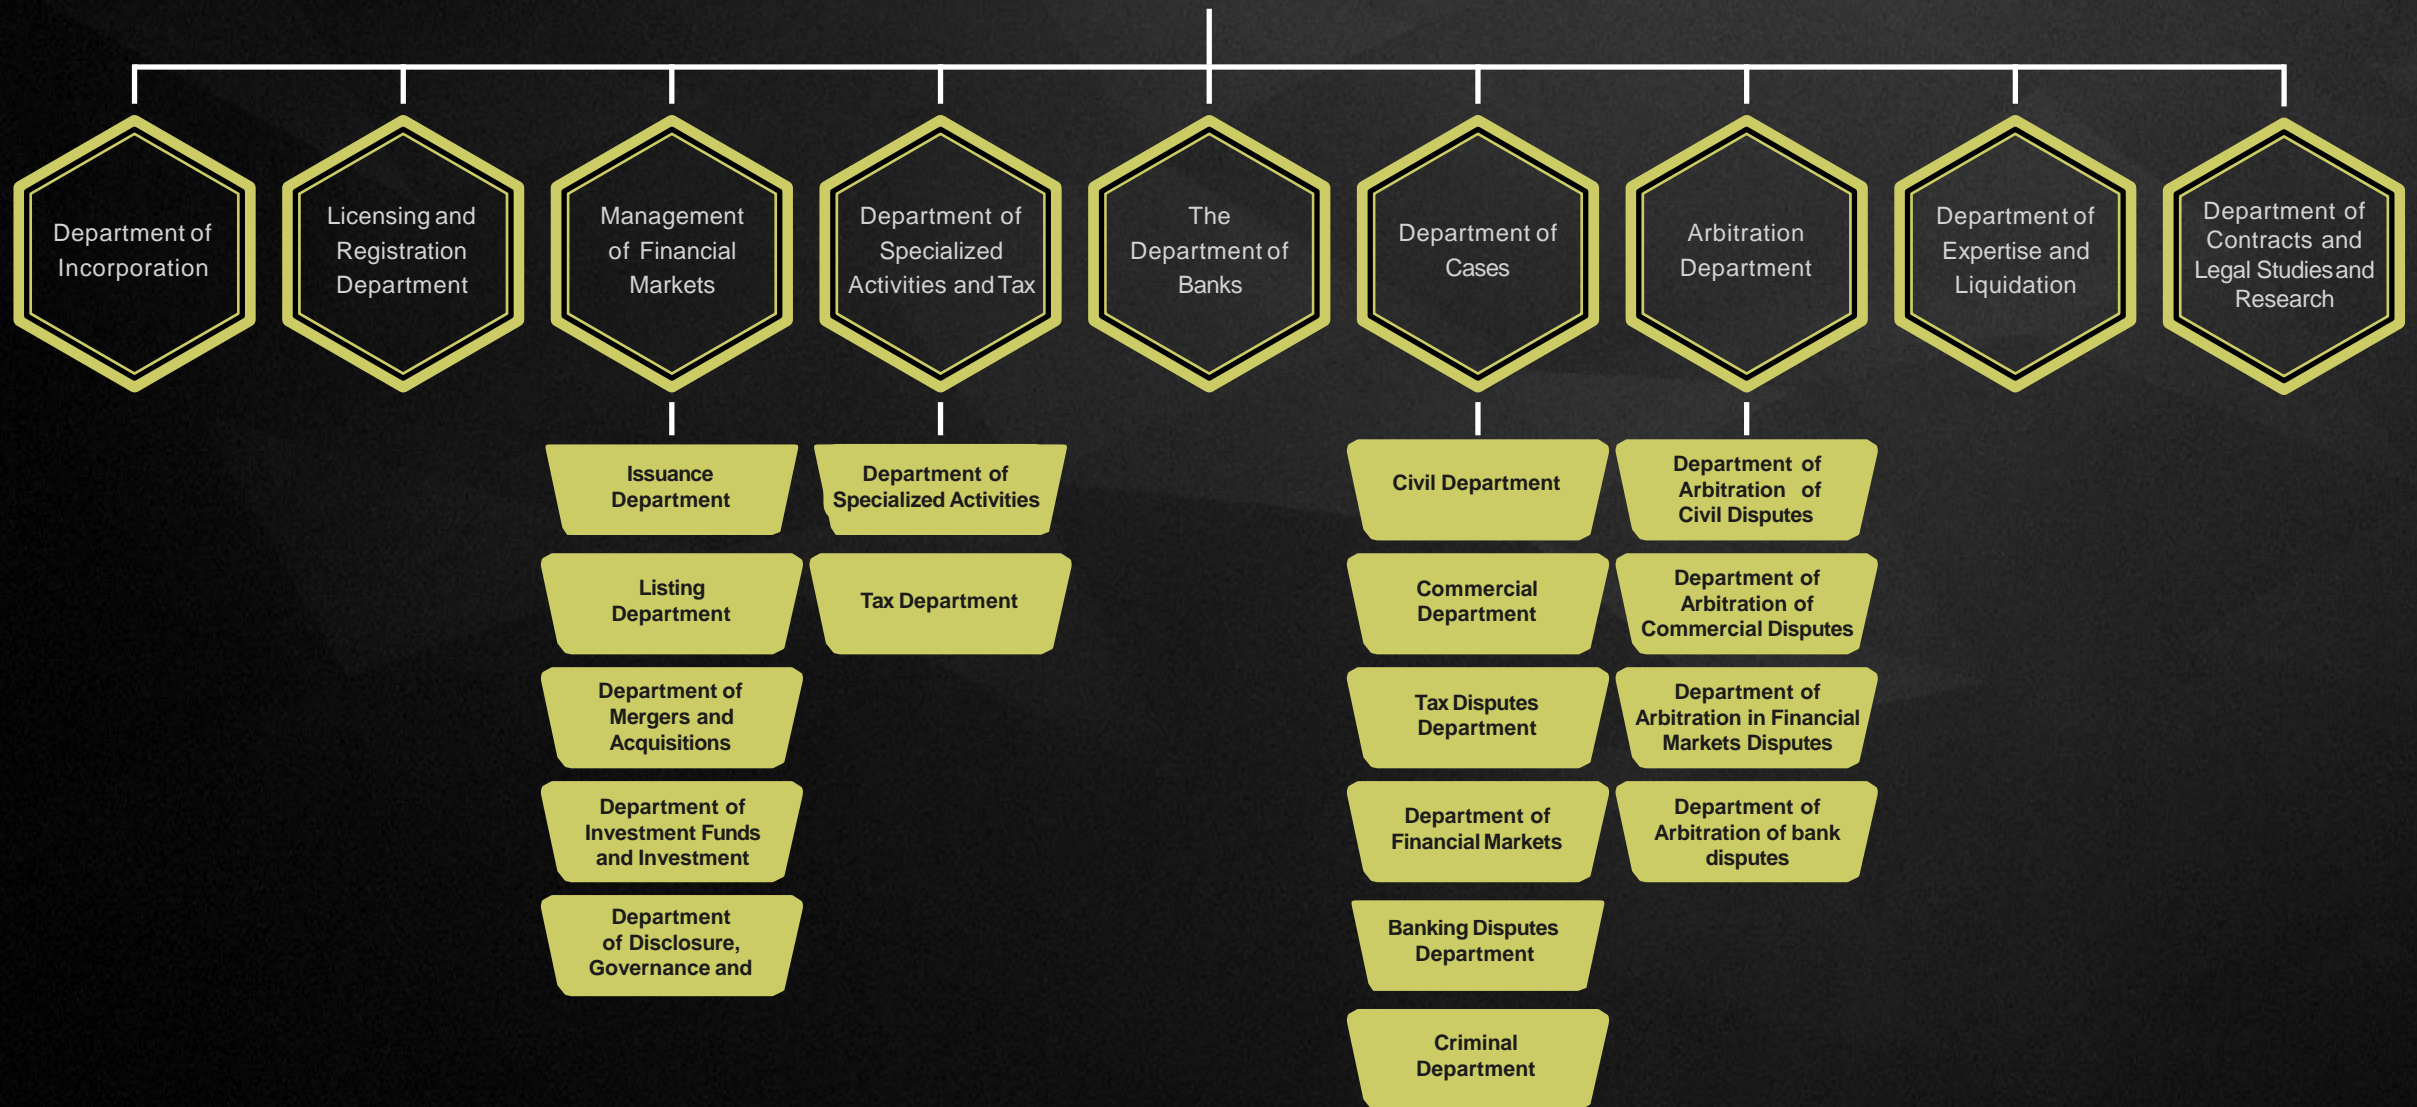 Department of
Incorporation
Licensing and
Registration
Department
Management
of Financial
Markets
Department of
Specialized
Activities and Tax
The
Department of
Banks
Department of
Cases
Arbitration
Department
Department of
Expertise and
Liquidation
Department of
Contracts and
Legal Studies and
Research
Issuance
Department
Listing
Department
Department of
Mergers and
Acquisitions
Department of
Investment Funds
and Investment
Department
of Disclosure,
Governance and
Department of
Specialized Activities
Tax Department
Civil Department
Commercial
Department
Tax Disputes
Department
Department of
Financial Markets
Banking Disputes
Department
Criminal
Department
Department of
Arbitration of
Civil Disputes
Department of
Arbitration of
Commercial Disputes
Department of
Arbitration in Financial
Markets Disputes
Department of
Arbitration of bank
disputes